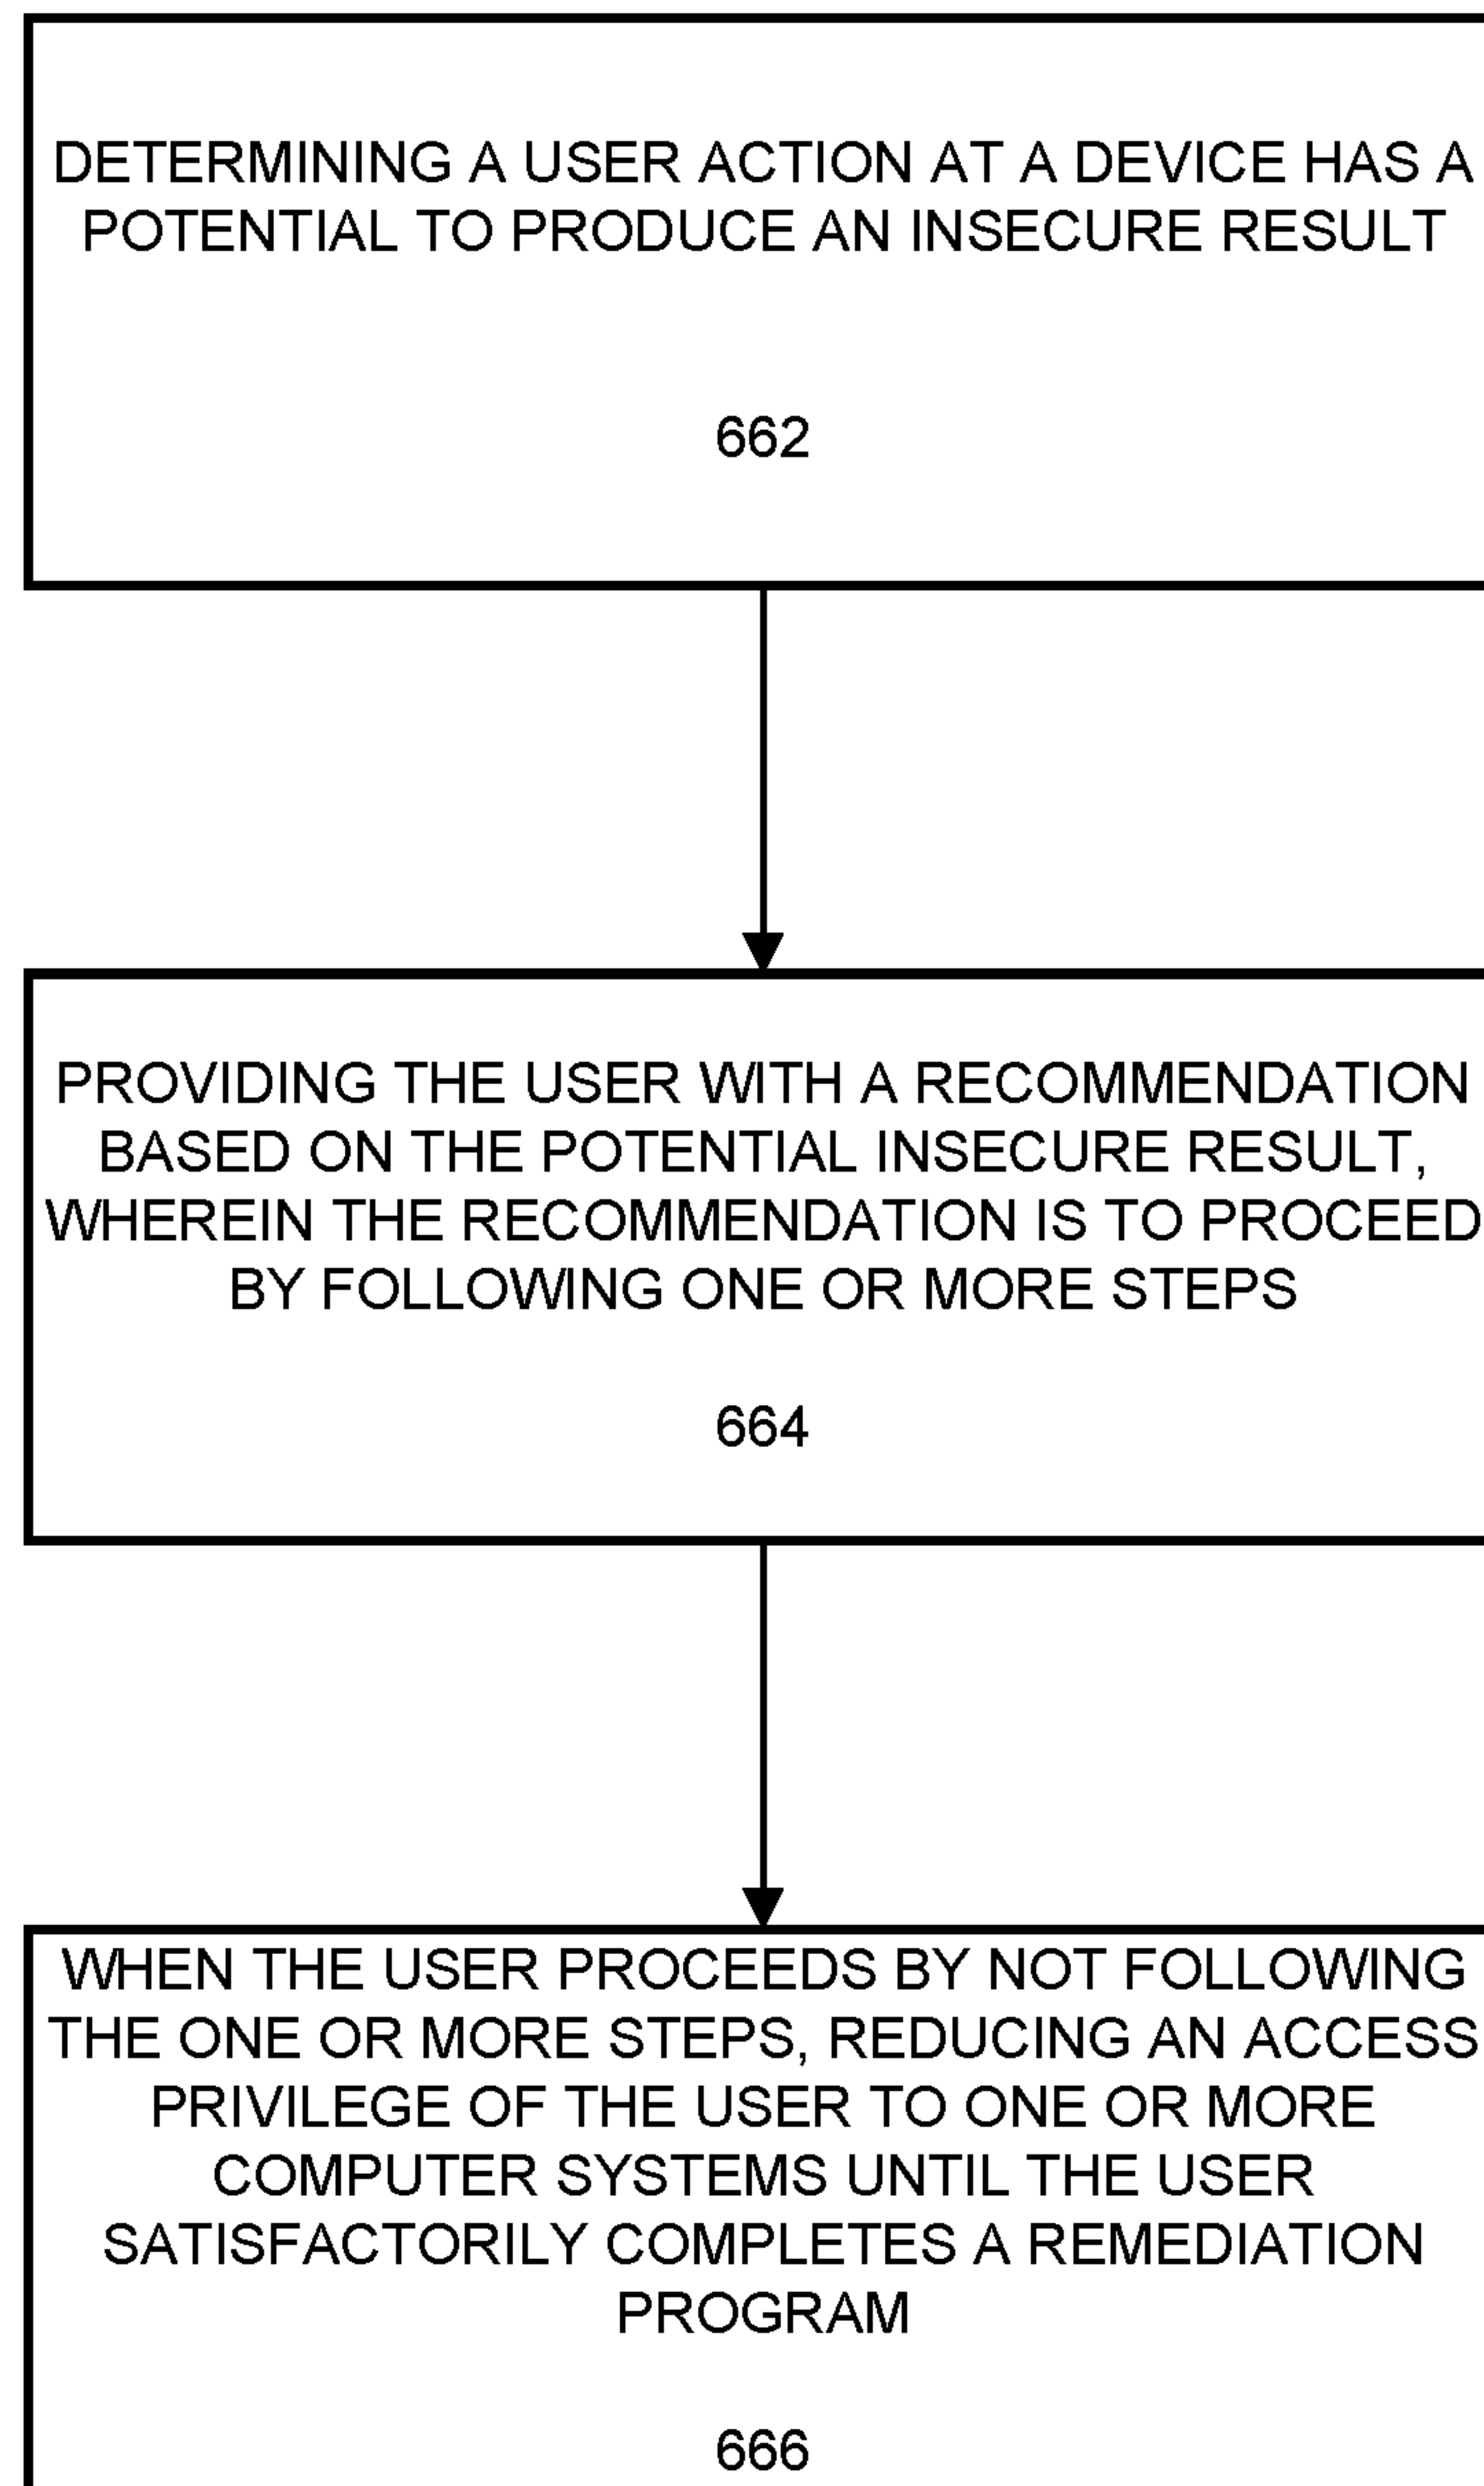 DETERMINING A USER ACTION AT A DEVICE HAS A
POTENTIAL TO PRODUCE AN INSECURE RESULT
662
PROVIDING THE USER WITH A RECOMMENDATION
BASED ON THE POTENTIAL INSECURE RESULT,
WHEREIN THE RECOMMENDATION IS TO PROCEED
BY FOLLOWING ONE OR MORE STEPS
664
WHEN THE USER PROCEEDS BY NOT FOLLOWING
THE ONE OR MORE STEPS, REDUCING AN ACCESS
PRIVILEGE OF THE USER TO ONE OR MORE
COMPUTER SYSTEMS UNTIL THE USER
SATISFACTORILY COMPLETES A REMEDIATION
PROGRAM
666